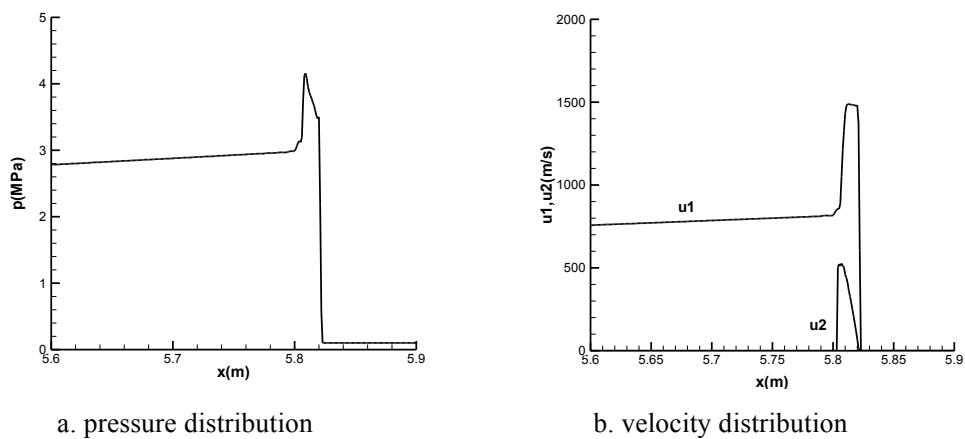 5
4
3
2
1
0
p(MPa)
5.6
5.7
5.8
5.9
x(m)
2000
1500
1000
500
0
u1,u2(m/s)
u1
u2
5.6
5.65
5.7
5.75
5.8
5.85
5.9
x(m)
a. pressure distribution
b. velocity distribution